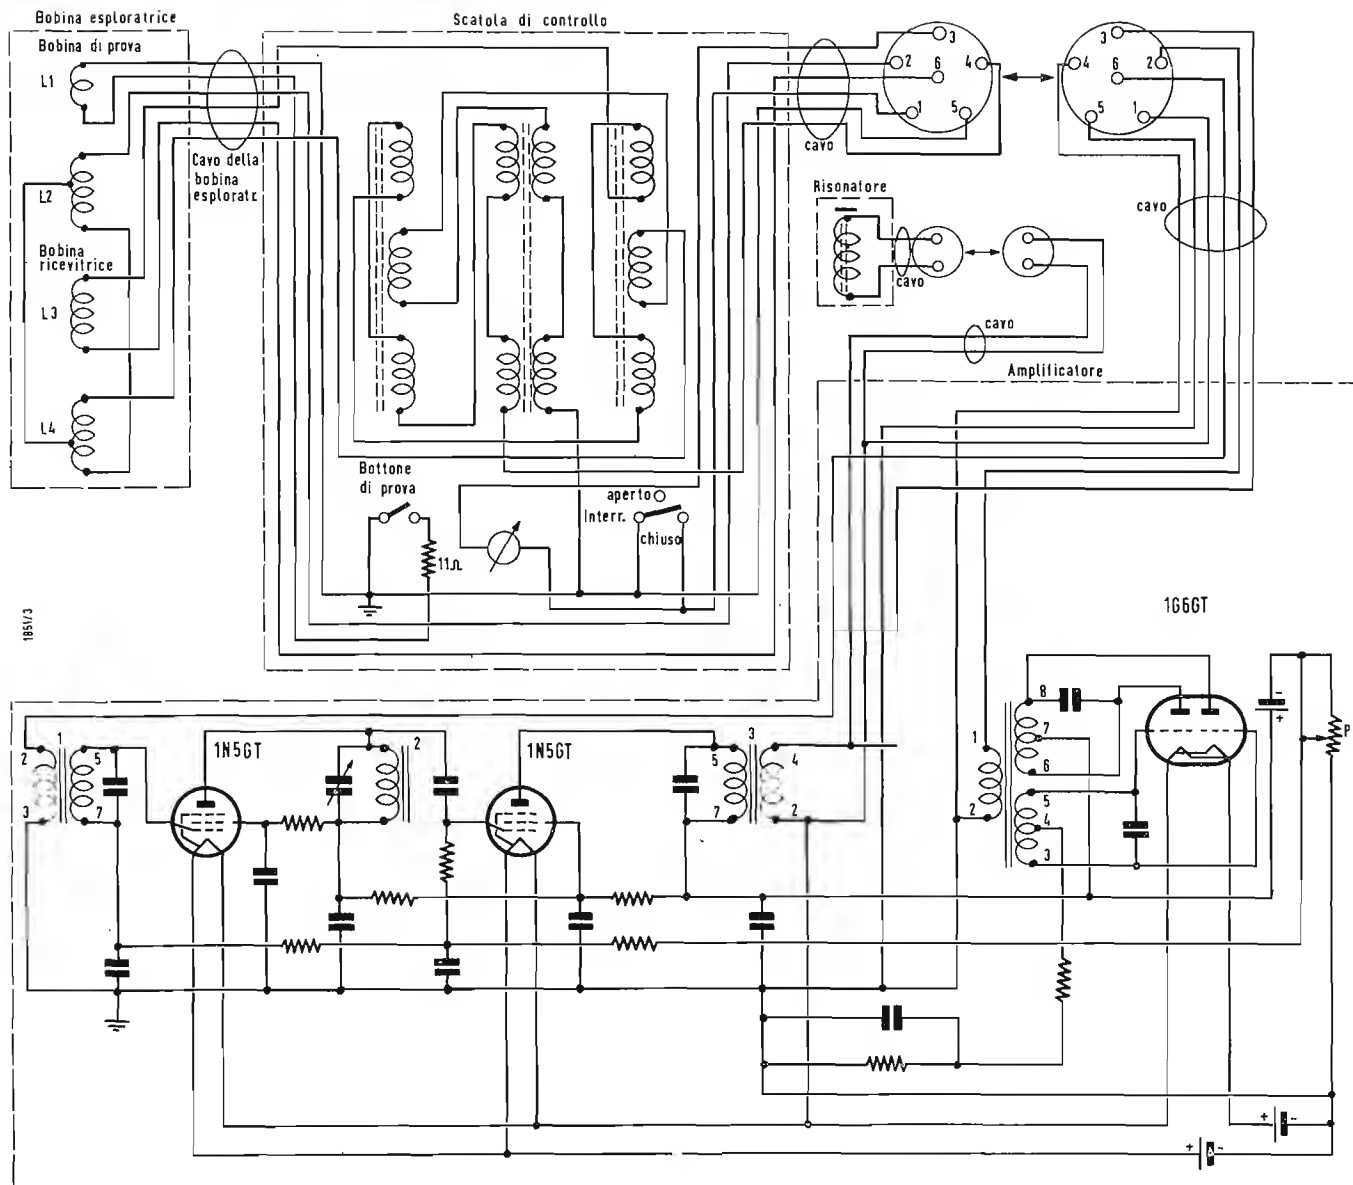 Bobina esploratrice
Scatola di controllo
Bobina di prova
L1
L2
Bobina
ricevitrice
L3
L4
Cavo della
bobina
esploratr.
cavo
3
2
4
6
1
5
3
4
2
6
5
1
cavo
Risonatore
cavo
cavo
Amplificatore
Bottone
di prova
11Ω
aperto
Interr.
chiuso
1851/3
1G6GT
8
7
6
5
4
3
1
2
- 
+
P
1
2
5
3
7
1N5GT
2
1N5GT
3
5
4
7
2
+ -
+ A -